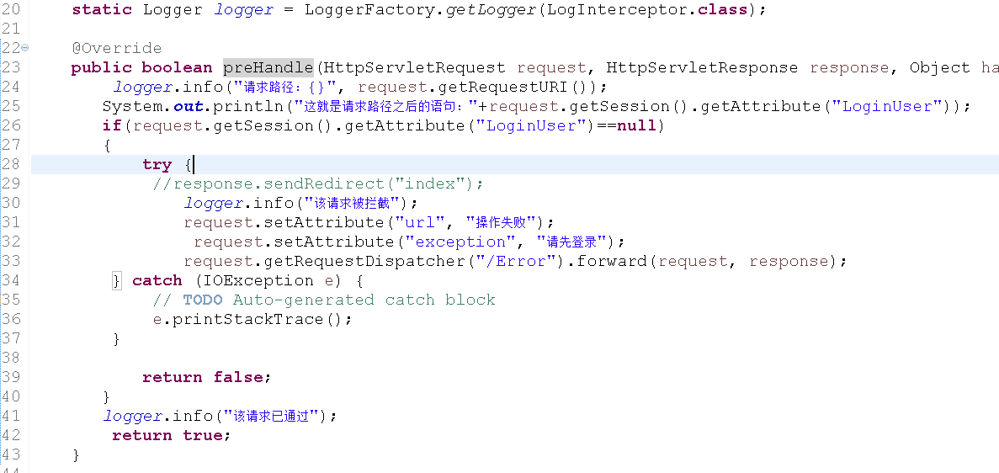 20 static Logger logger = LoggerFactory.getLogger(LogInterceptor.class);
21
22 @Override
23 public boolean preHandle(HttpServletRequest request, HttpServletResponse response, Object ha
24 logger.info("请求路径：{}", request.getRequestURI());
25 System.out.println("这就是请求路径之后的语句："+request.getSession().getAttribute("LoginUser"));
26 if(request.getSession().getAttribute("LoginUser")==null)
27 {
28 try {
29 //response.sendRedirect("index");
30 logger.info("该请求被拦截");
31 request.setAttribute("url", "操作失败");
32 request.setAttribute("exception", "请先登录");
33 request.getRequestDispatcher("/Error").forward(request, response);
34 } catch (IOException e) {
35 // TODO Auto-generated catch block
36 e.printStackTrace();
37 }
38
39 return false;
40 }
41 logger.info("该请求已通过");
42 return true;
43 }